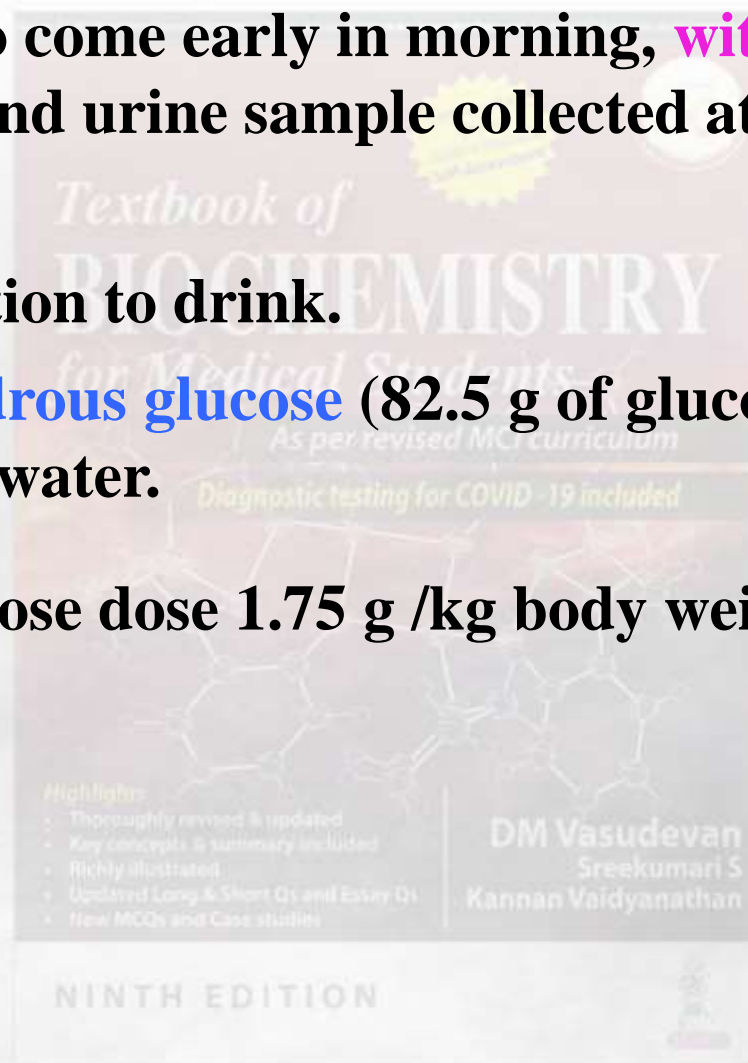 come early in morning, wit
nd urine sample collected at
Textbook of
BIOCHEMISTRY
tion to drink.
for Medical Students
drous glucose (82.5 g of gluco
As per revised MCI curriculum
water.
Diagnostic testing for COVID-19 included
ose dose 1.75 g /kg body wei
Highlights
• Thoroughly revised & updated
• Key concepts & summary included
• Richly illustrated
• Updated Long & Short Qs and Essay Qs
• New MCQs and Case studies
DM Vasudevan
Sreekumari S
Kannan Vaidyanathan
NINTH EDITION